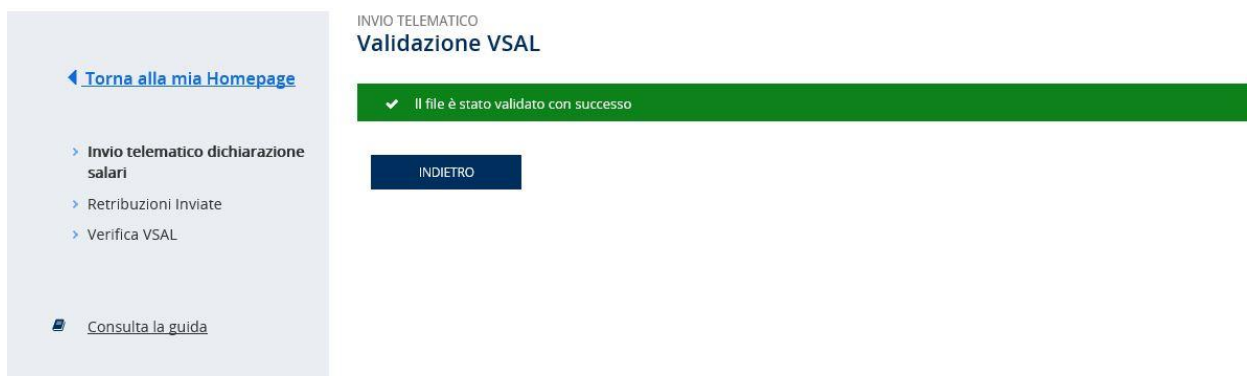 Torna alla mia Homepage
Invio telematico dichiarazione
salari
Retribuzioni Inviate
Verifica VSAL
Consulta la guida
INVIO TELEMATICO
Validazione VSAL
Il file è stato validato con successo
INDIETRO